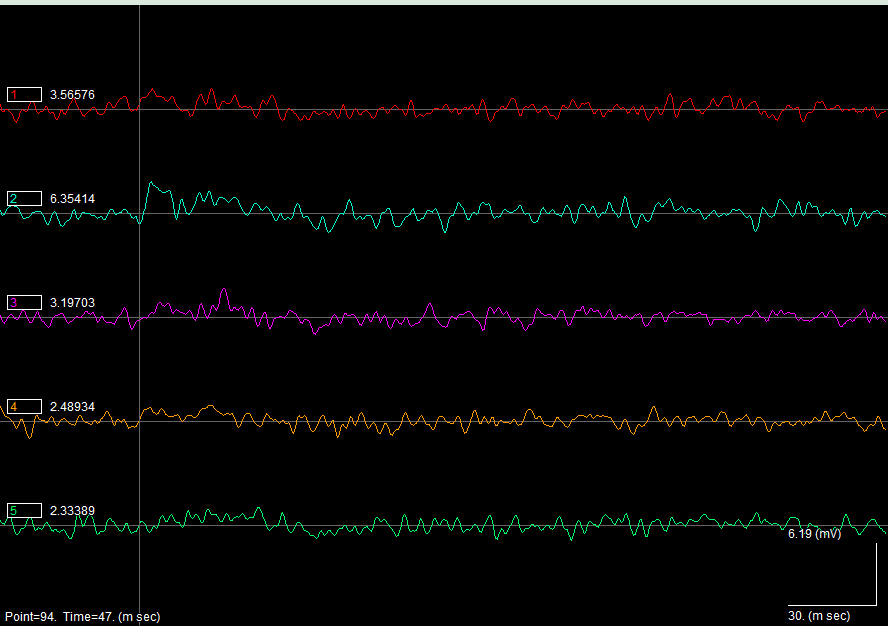 1 3.56576
2 6.35414
3 3.19703
4 2.48934
5 2.33389
6.19 (mV)
30. (m sec)
Point=94. Time=47. (m sec)